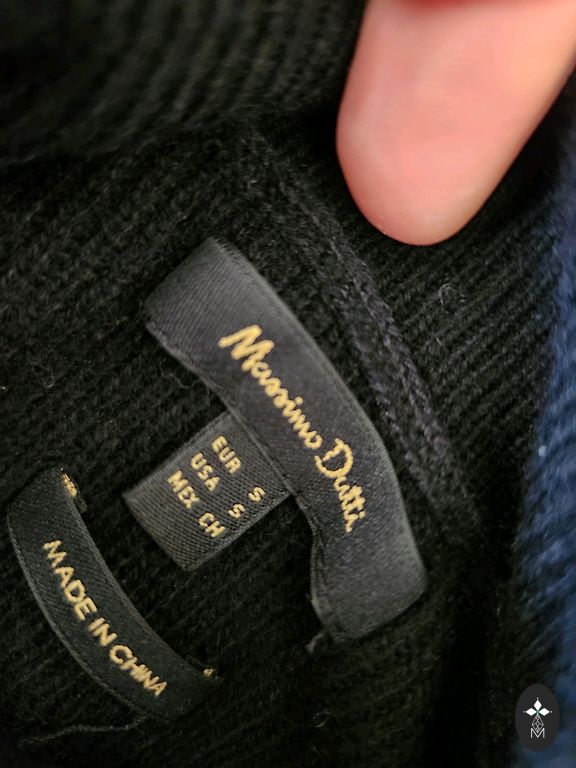 Massimo Dutti
EUR S
USA S
MEX CH
MADE IN CHINA
M